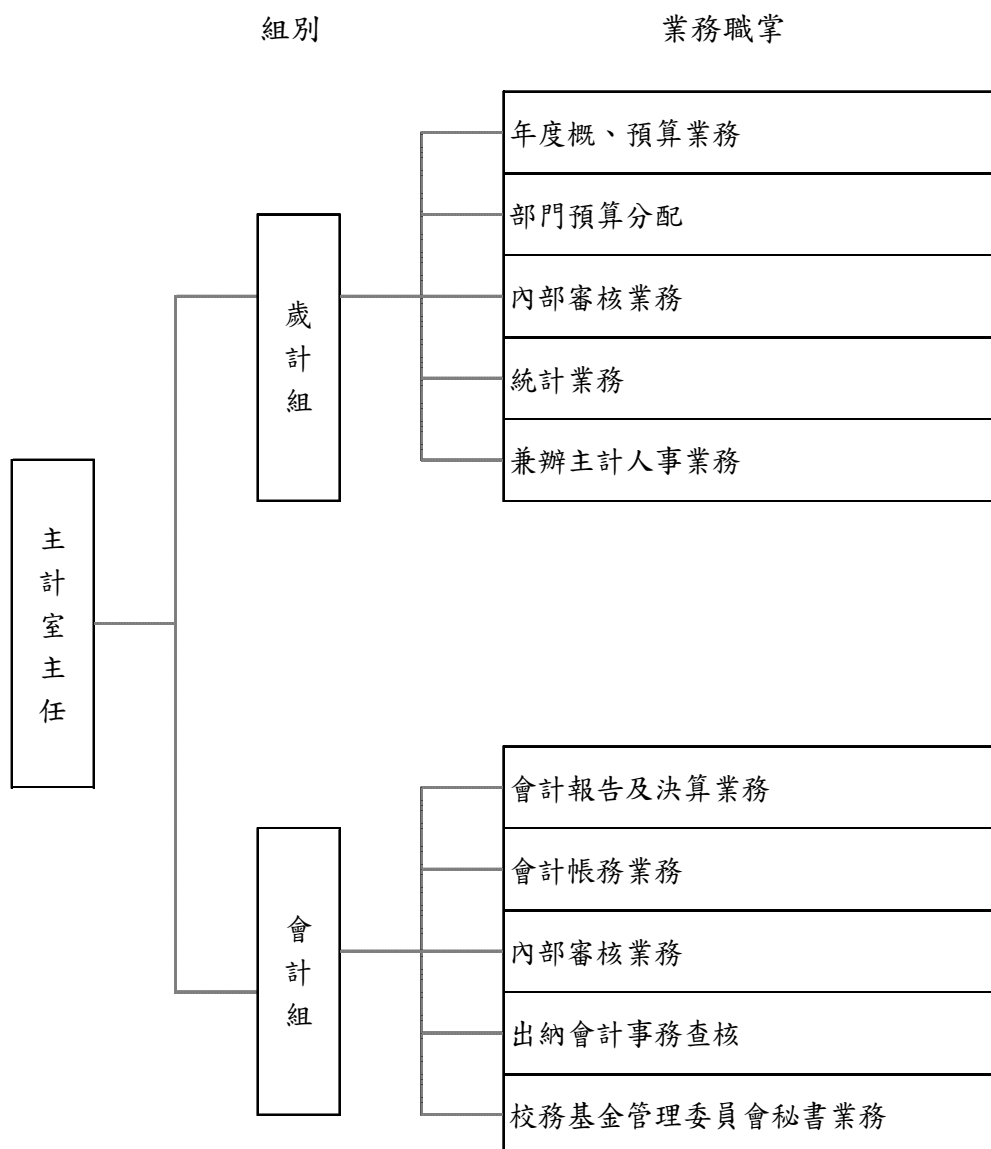 組別
業務職掌
主計室主任
歲計組
年度概、預算業務
部門預算分配
內部審核業務
統計業務
兼辦主計人事業務
會計組
會計報告及決算業務
會計帳務業務
內部審核業務
出納會計事務查核
校務基金管理委員會秘書業務